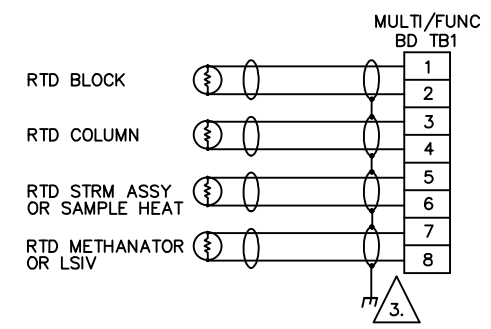 MULTI/FUNC
BD TB1
RTD BLOCK
1
2
RTD COLUMN
3
4
RTD STRM ASSY
OR SAMPLE HEAT
5
6
RTD METHANATOR
OR LSIV
7
8
3.